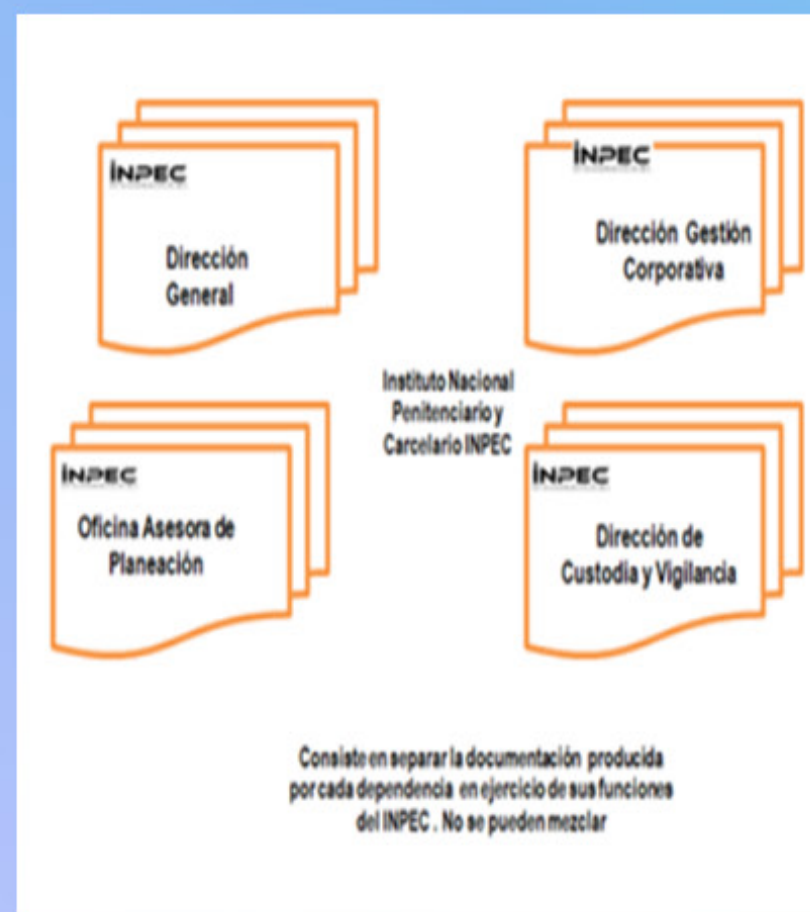 INPEC
Dirección
General
INPEC
Dirección Gestión
Corporativa
Instituto Nacional
Penitenciario y
Carcelario INPEC
INPEC
Oficina Asesora de
Planeación
INPEC
Dirección de
Custodia y Vigilancia
Consiste en separar la documentación producida
por cada dependencia en ejercicio de sus funciones
del INPEC . No se pueden mezclar